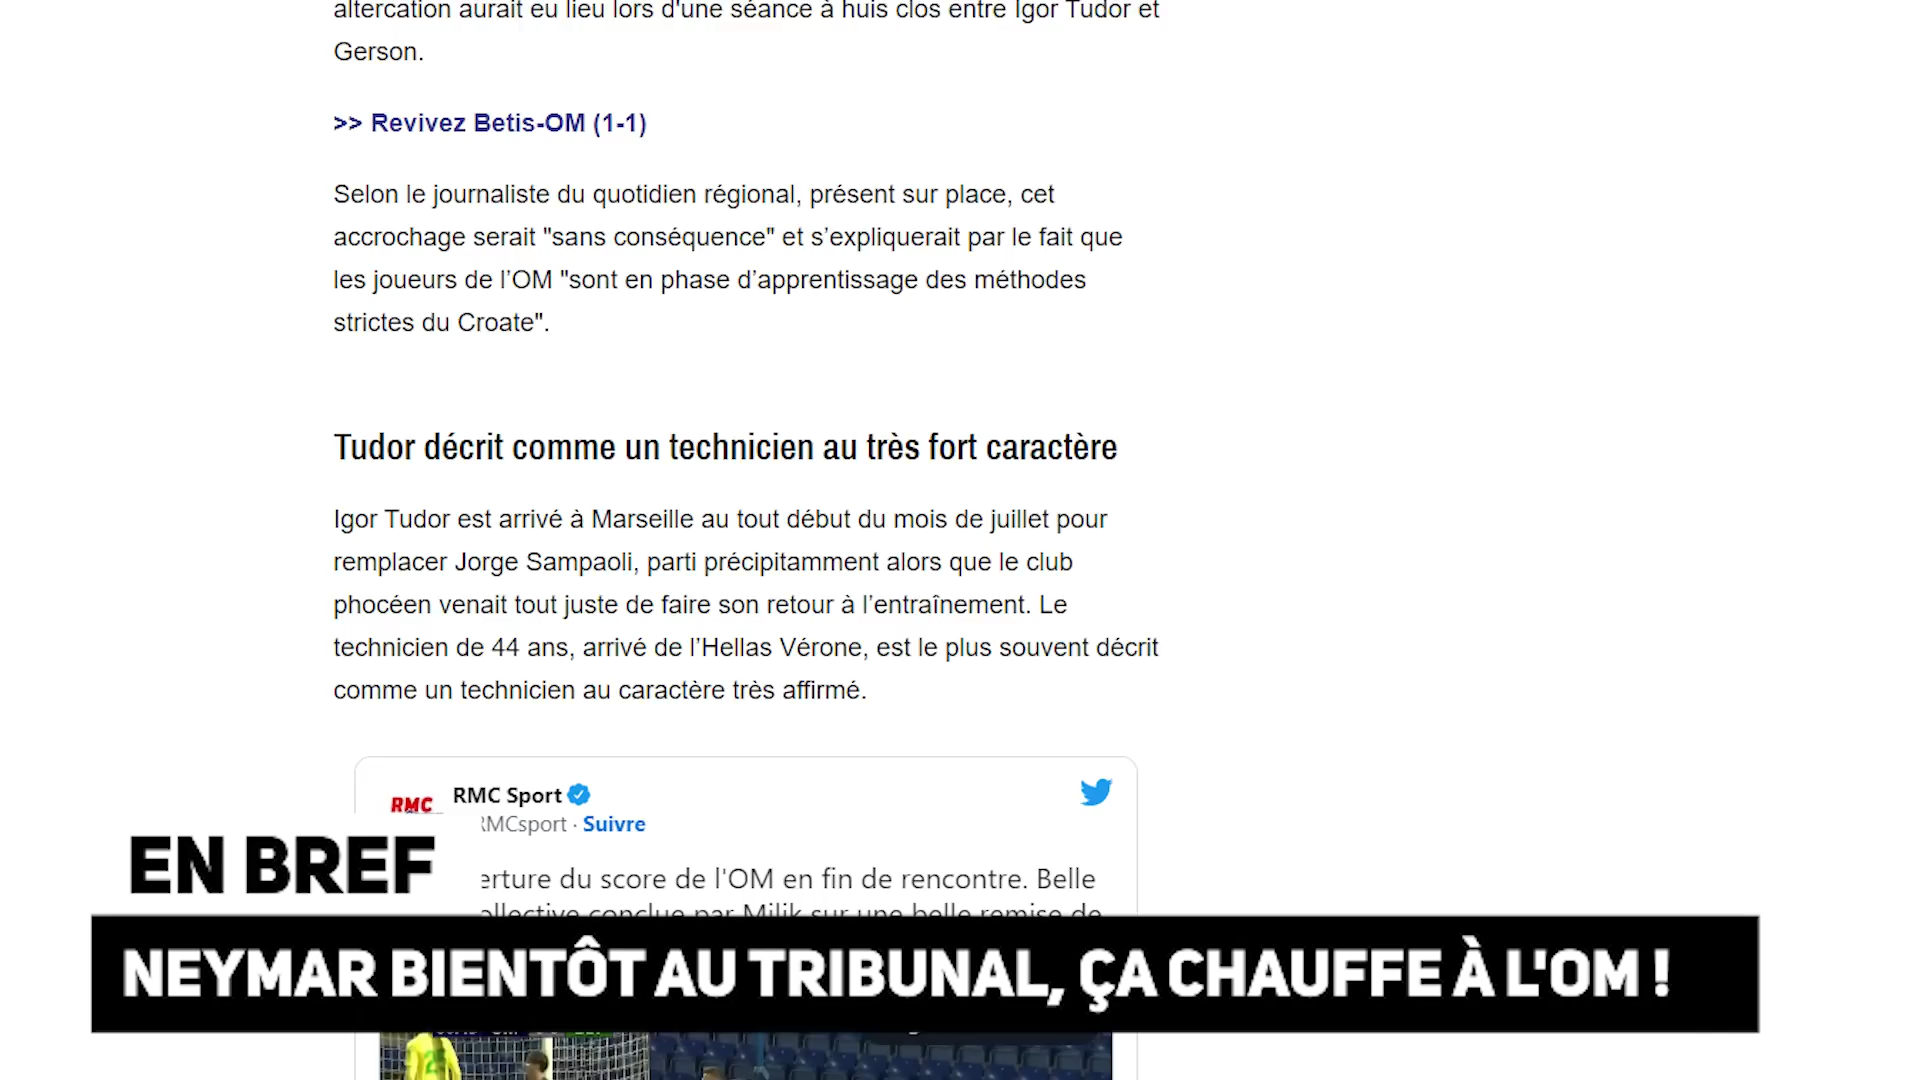 altercation aurait eu lieu lors d'une séance à huis clos entre Igor Tudor et
Gerson.
>> Revivez Betis-OM (1-1)
Selon le journaliste du quotidien régional, présent sur place, cet
accrochage serait "sans conséquence" et s’expliquerait par le fait que
les joueurs de l’OM "sont en phase d’apprentissage des méthodes
strictes du Croate".
Tudor décrit comme un technicien au très fort caractère
Igor Tudor est arrivé à Marseille au tout début du mois de juillet pour
remplacer Jorge Sampaoli, parti précipitamment alors que le club
phocéen venait tout juste de faire son retour à l’entraînement. Le
technicien de 44 ans, arrivé de l’Hellas Vérone, est le plus souvent décrit
comme un technicien au caractère très affirmé.
RMC
RMC Sport
RMCsport · Suivre
erture du score de l'OM en fin de rencontre. Belle
ollective conclue par Milik sur une belle remise de
EN BREF
NEYMAR BIENTÔT AU TRIBUNAL, ÇA CHAUFFE À L'OM !